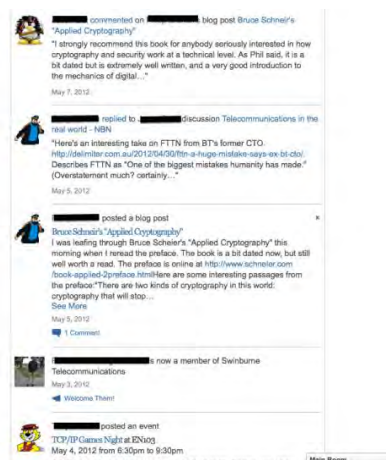 commented on blog post Bruce Schneir's
"Applied Cryptography"
"I strongly recommend this book for anybody seriously interested in how
cryptography and security work at a technical level. As Phil said, it is a
bit dated but is extremely well written, and a very good introduction to
the mechanics of digital..."
May 7, 2012
replied to discussion Telecommunications in the
real world - NBN
"Here's an interesting take on FTTN from BT's former CTO.
http://delimiter.com.au/2012/04/30/fttn-a-huge-mistake-says-ex-bt-cto/.
Describes FTTN as "One of the biggest mistakes humanity has made."
(Overstatement much? certainly..."
May 5, 2012
posted a blog post
Bruce Schneir's "Applied Cryptography"
I was leafing through Bruce Scheier's "Applied Cryptography" this
morning when I reread the preface. The book is a bit dated now, but still
well worth a read. The preface is online at http://www.schneier.com
/book-applied-2preface.htmlHere are some interesting passages from
the preface:"There are two kinds of cryptography in this world:
cryptography that will stop...
See More
May 5, 2012
1 Comment
is now a member of Swinburne
Telecommunications
May 3, 2012
Welcome Them!
posted an event
TCP/IP Games Night at EN103
May 4, 2012 from 6:30pm to 9:30pm
Main Room